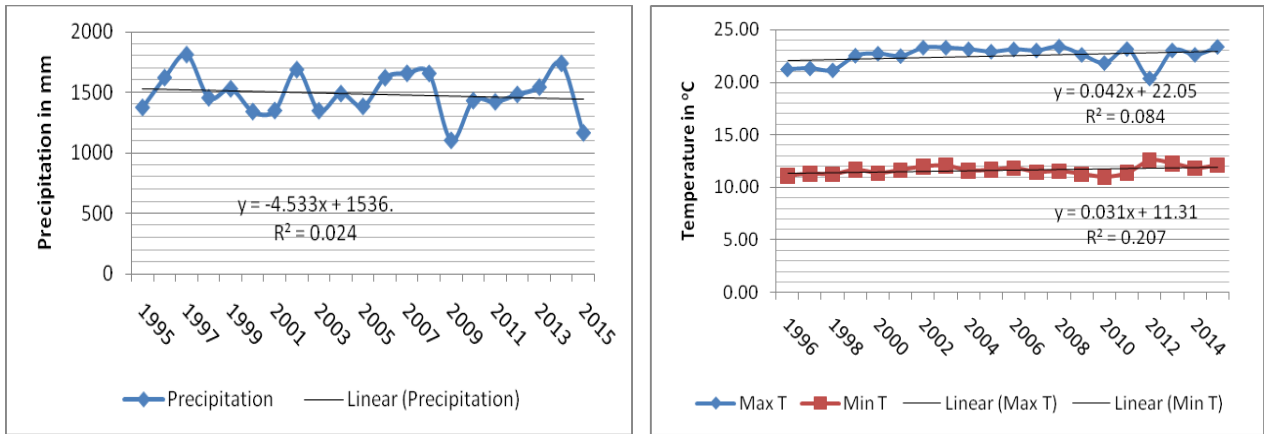 Precipitation in mm
2000
1500
1000
500
0
y = -4.533x + 1536.
R² = 0.024
1995
1997
1999
2001
2003
2005
2007
2009
2011
2013
2015
Precipitation
Linear (Precipitation)
Temperature in °C
25.00
20.00
15.00
10.00
5.00
0.00
y = 0.042x + 22.05
R² = 0.084
y = 0.031x + 11.31
R² = 0.207
1996
1998
2000
2002
2004
2006
2008
2010
2012
2014
Max T
Min T
Linear (Max T)
Linear (Min T)